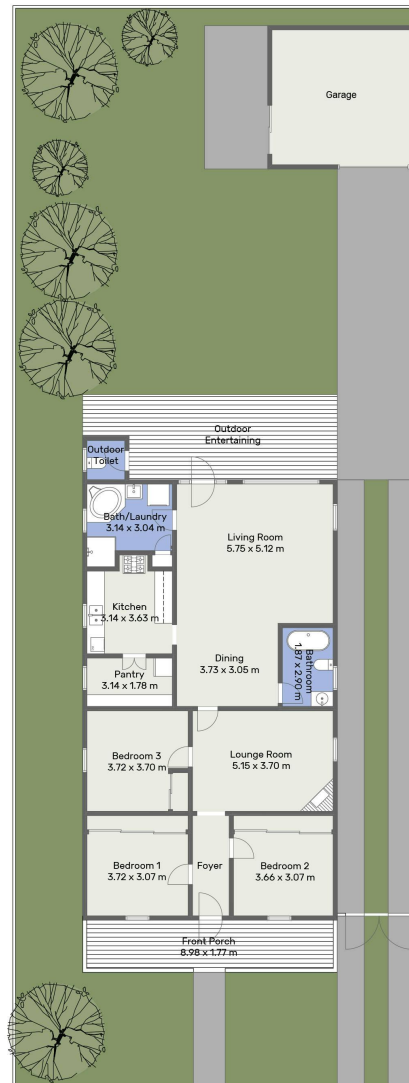 Garage
Outdoor
Entertaining
Outdoor
Toilet
Bath/Laundry
3.14 x 3.04 m
Living Room
5.75 x 5.12 m
Kitchen
3.14 x 3.63 m
Dining
3.73 x 3.05 m
Bathroom
1.87 x 2.90 m
Pantry
3.14 x 1.78 m
Bedroom 3
3.72 x 3.70 m
Lounge Room
5.15 x 3.70 m
Bedroom 1
3.72 x 3.07 m
Foyer
Bedroom 2
3.66 x 3.07 m
Front Porch
8.98 x 1.77 m